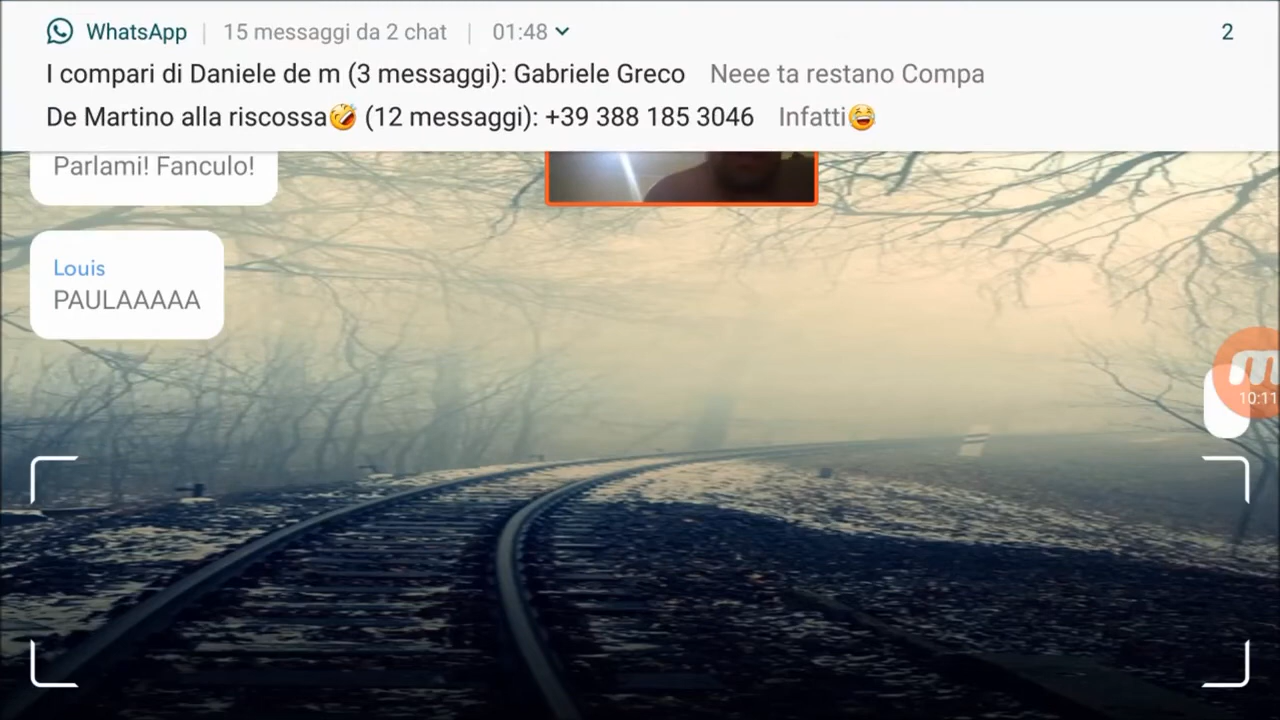 WhatsApp | 15 messaggi da 2 chat | 01:48 2
I compari di Daniele de m (3 messaggi): Gabriele Greco Neee ta restano Compa
De Martino alla riscossa🤣 (12 messaggi): +39 388 185 3046 Infatti😂
Parlami! Fanculo!
Louis
PAULAAAAA
m
10:11